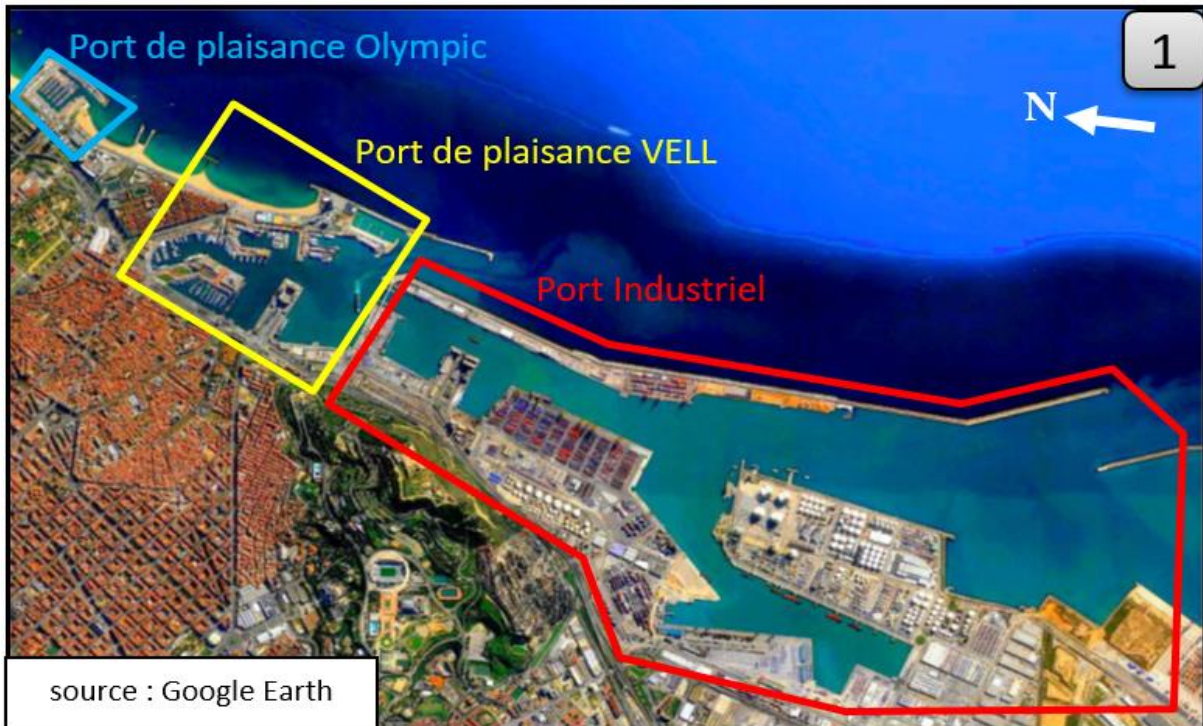 Port de plaisance Olympic
1
N
Port de plaisance VELL
Port Industriel
source : Google Earth